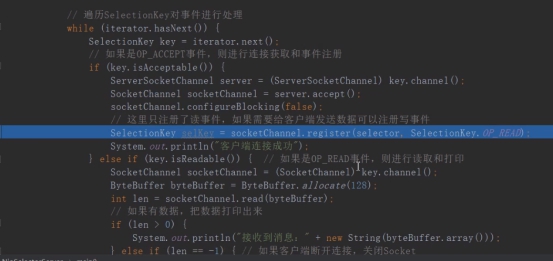 // 遍历SelectionKey对事件进行处理
while (iterator.hasNext()) {
SelectionKey key = iterator.next();
// 如果是OP_ACCEPT事件，则进行连接获取和事件注册
if (key.isAcceptable()) {
ServerSocketChannel server = (ServerSocketChannel) key.channel();
SocketChannel socketChannel = server.accept();
socketChannel.configureBlocking(false);
// 这里只注册了读事件，如果需要给客户端发送数据可以注册写事件
SelectionKey selKey = socketChannel.register(selector, SelectionKey.OP_READ);
System.out.println("客户端连接成功");
} else if (key.isReadable()) { // 如果是OP_READ事件，则进行读取和打印
SocketChannel socketChannel = (SocketChannel) key.channel();
ByteBuffer byteBuffer = ByteBuffer.allocate(128);
int len = socketChannel.read(byteBuffer);
// 如果有数据，把数据打印出来
if (len > 0) {
System.out.println("接收到消息：" + new String(byteBuffer.array()));
} else if (len == -1) { // 如果客户端断开连接，关闭Socket